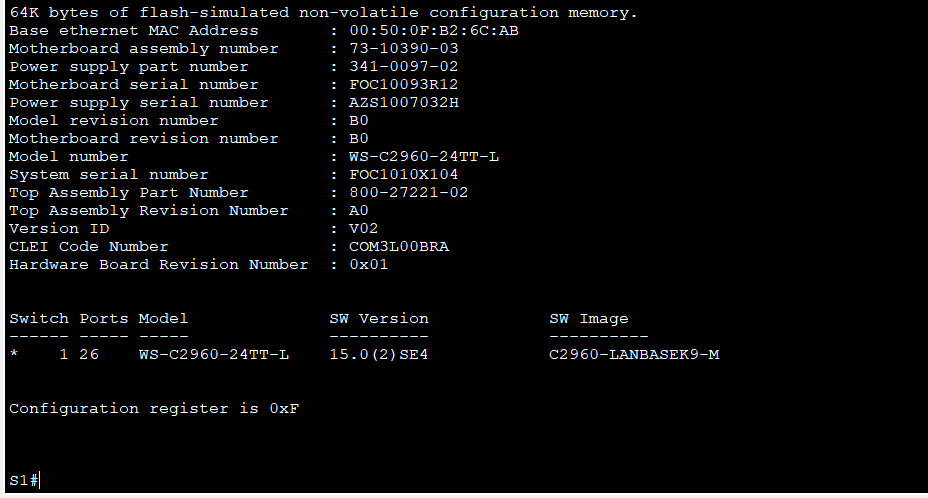 64K bytes of flash-simulated non-volatile configuration memory.
Base ethernet MAC Address       : 00:50:0F:B2:6C:AB
Motherboard assembly number     : 73-10390-03
Power supply part number        : 341-0097-02
Motherboard serial number       : FOC10093R12
Power supply serial number      : AZS1007032H
Model revision number           : B0
Motherboard revision number     : B0
Model number                    : WS-C2960-24TT-L
System serial number            : FOC1010X104
Top Assembly Part Number        : 800-27221-02
Top Assembly Revision Number    : A0
Version ID                      : V02
CLEI Code Number                : COM3L00BRA
Hardware Board Revision Number  : 0x01
Switch Ports Model              SW Version            SW Image
------ ----- -----              ----------            ----------
*    1 26    WS-C2960-24TT-L    15.0(2)SE4            C2960-LANBASEK9-M
Configuration register is 0xF
S1#